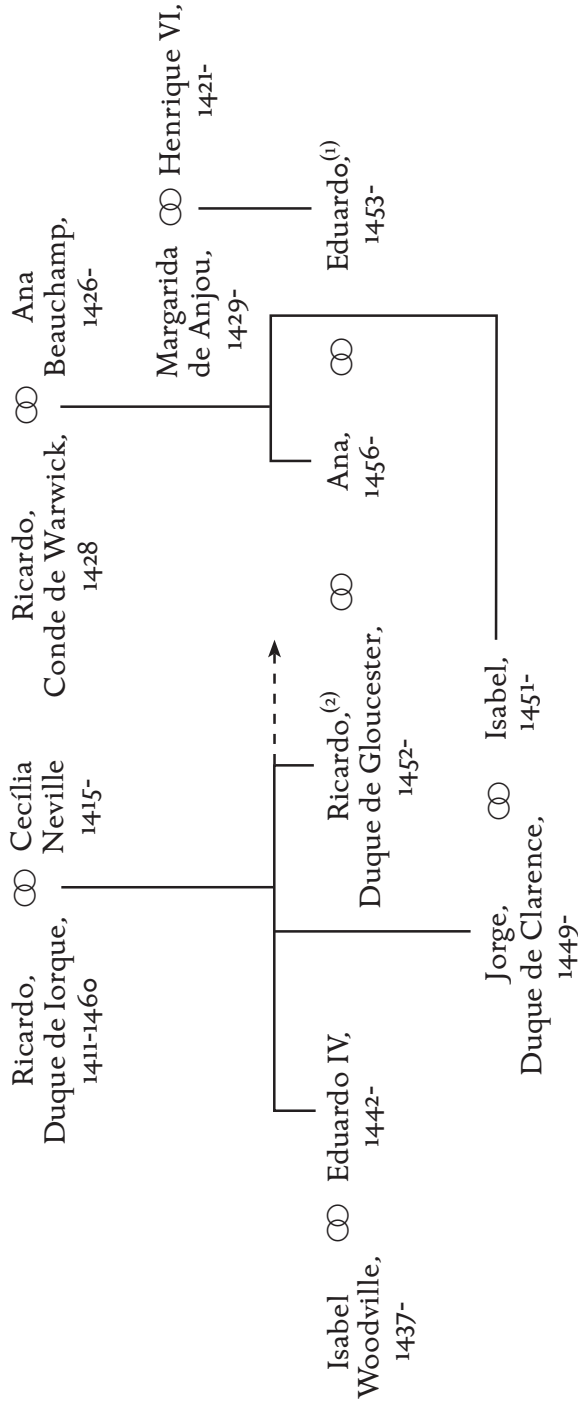 Ricardo,
Duque de Iorque,
1411-1460
Cecília
Neville
1415-
Ricardo,
Conde de Warwick,
1428
Ana
Beauchamp,
1426-
Margarida
de Anjou,
1429-
Henrique VI,
1421-
Isabel
Woodville,
1437-
Eduardo IV,
1442-
Ricardo,(2)
Duque de Gloucester,
1452-
Ana,
1456-
Eduardo,(1)
1453-
Jorge,
Duque de Clarence,
1449-
Isabel,
1451-